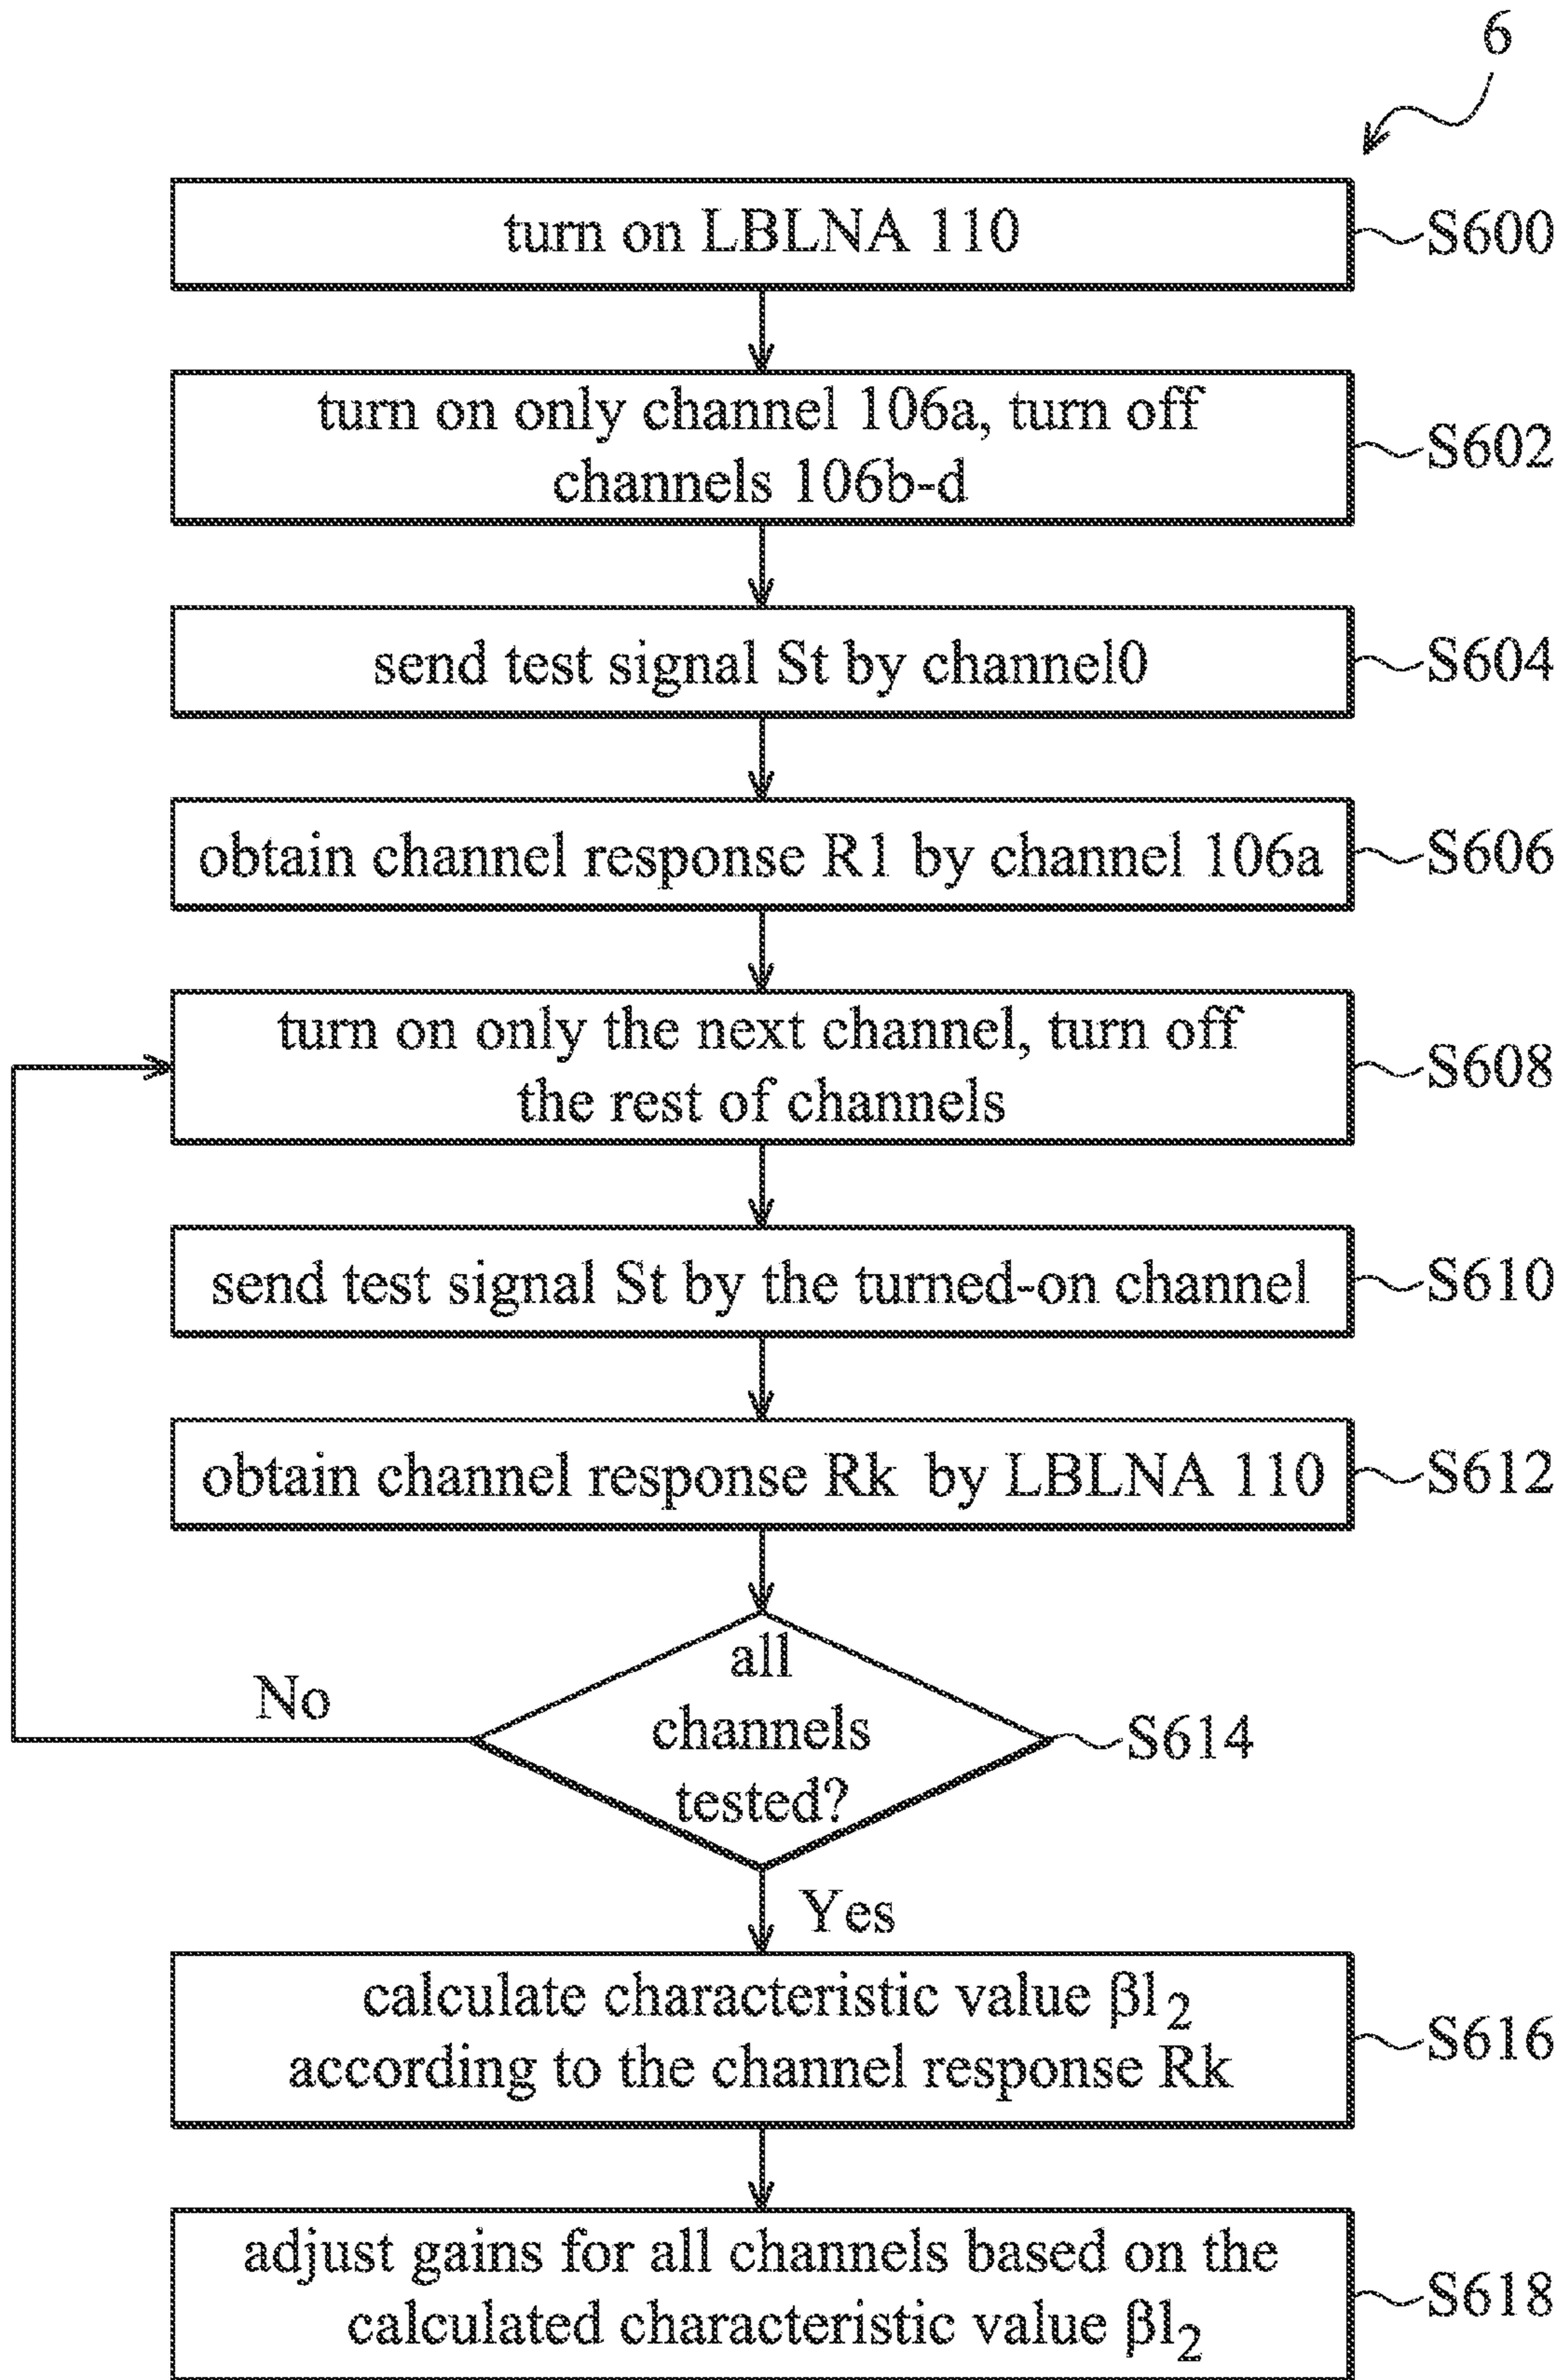 6
turn on LBLNA 110
S600
turn on only channel 106a, turn off
channels 106b-d
S602
send test signal St by channel0
S604
obtain channel response R1 by channel 106a
S606
turn on only the next channel, turn off
the rest of channels
S608
send test signal St by the turned-on channel
S610
obtain channel response Rk by LBLNA 110
S612
all
channels
tested?
S614
No
Yes
calculate characteristic value βl₂
according to the channel response Rk
S616
adjust gains for all channels based on the
calculated characteristic value βl₂
S618